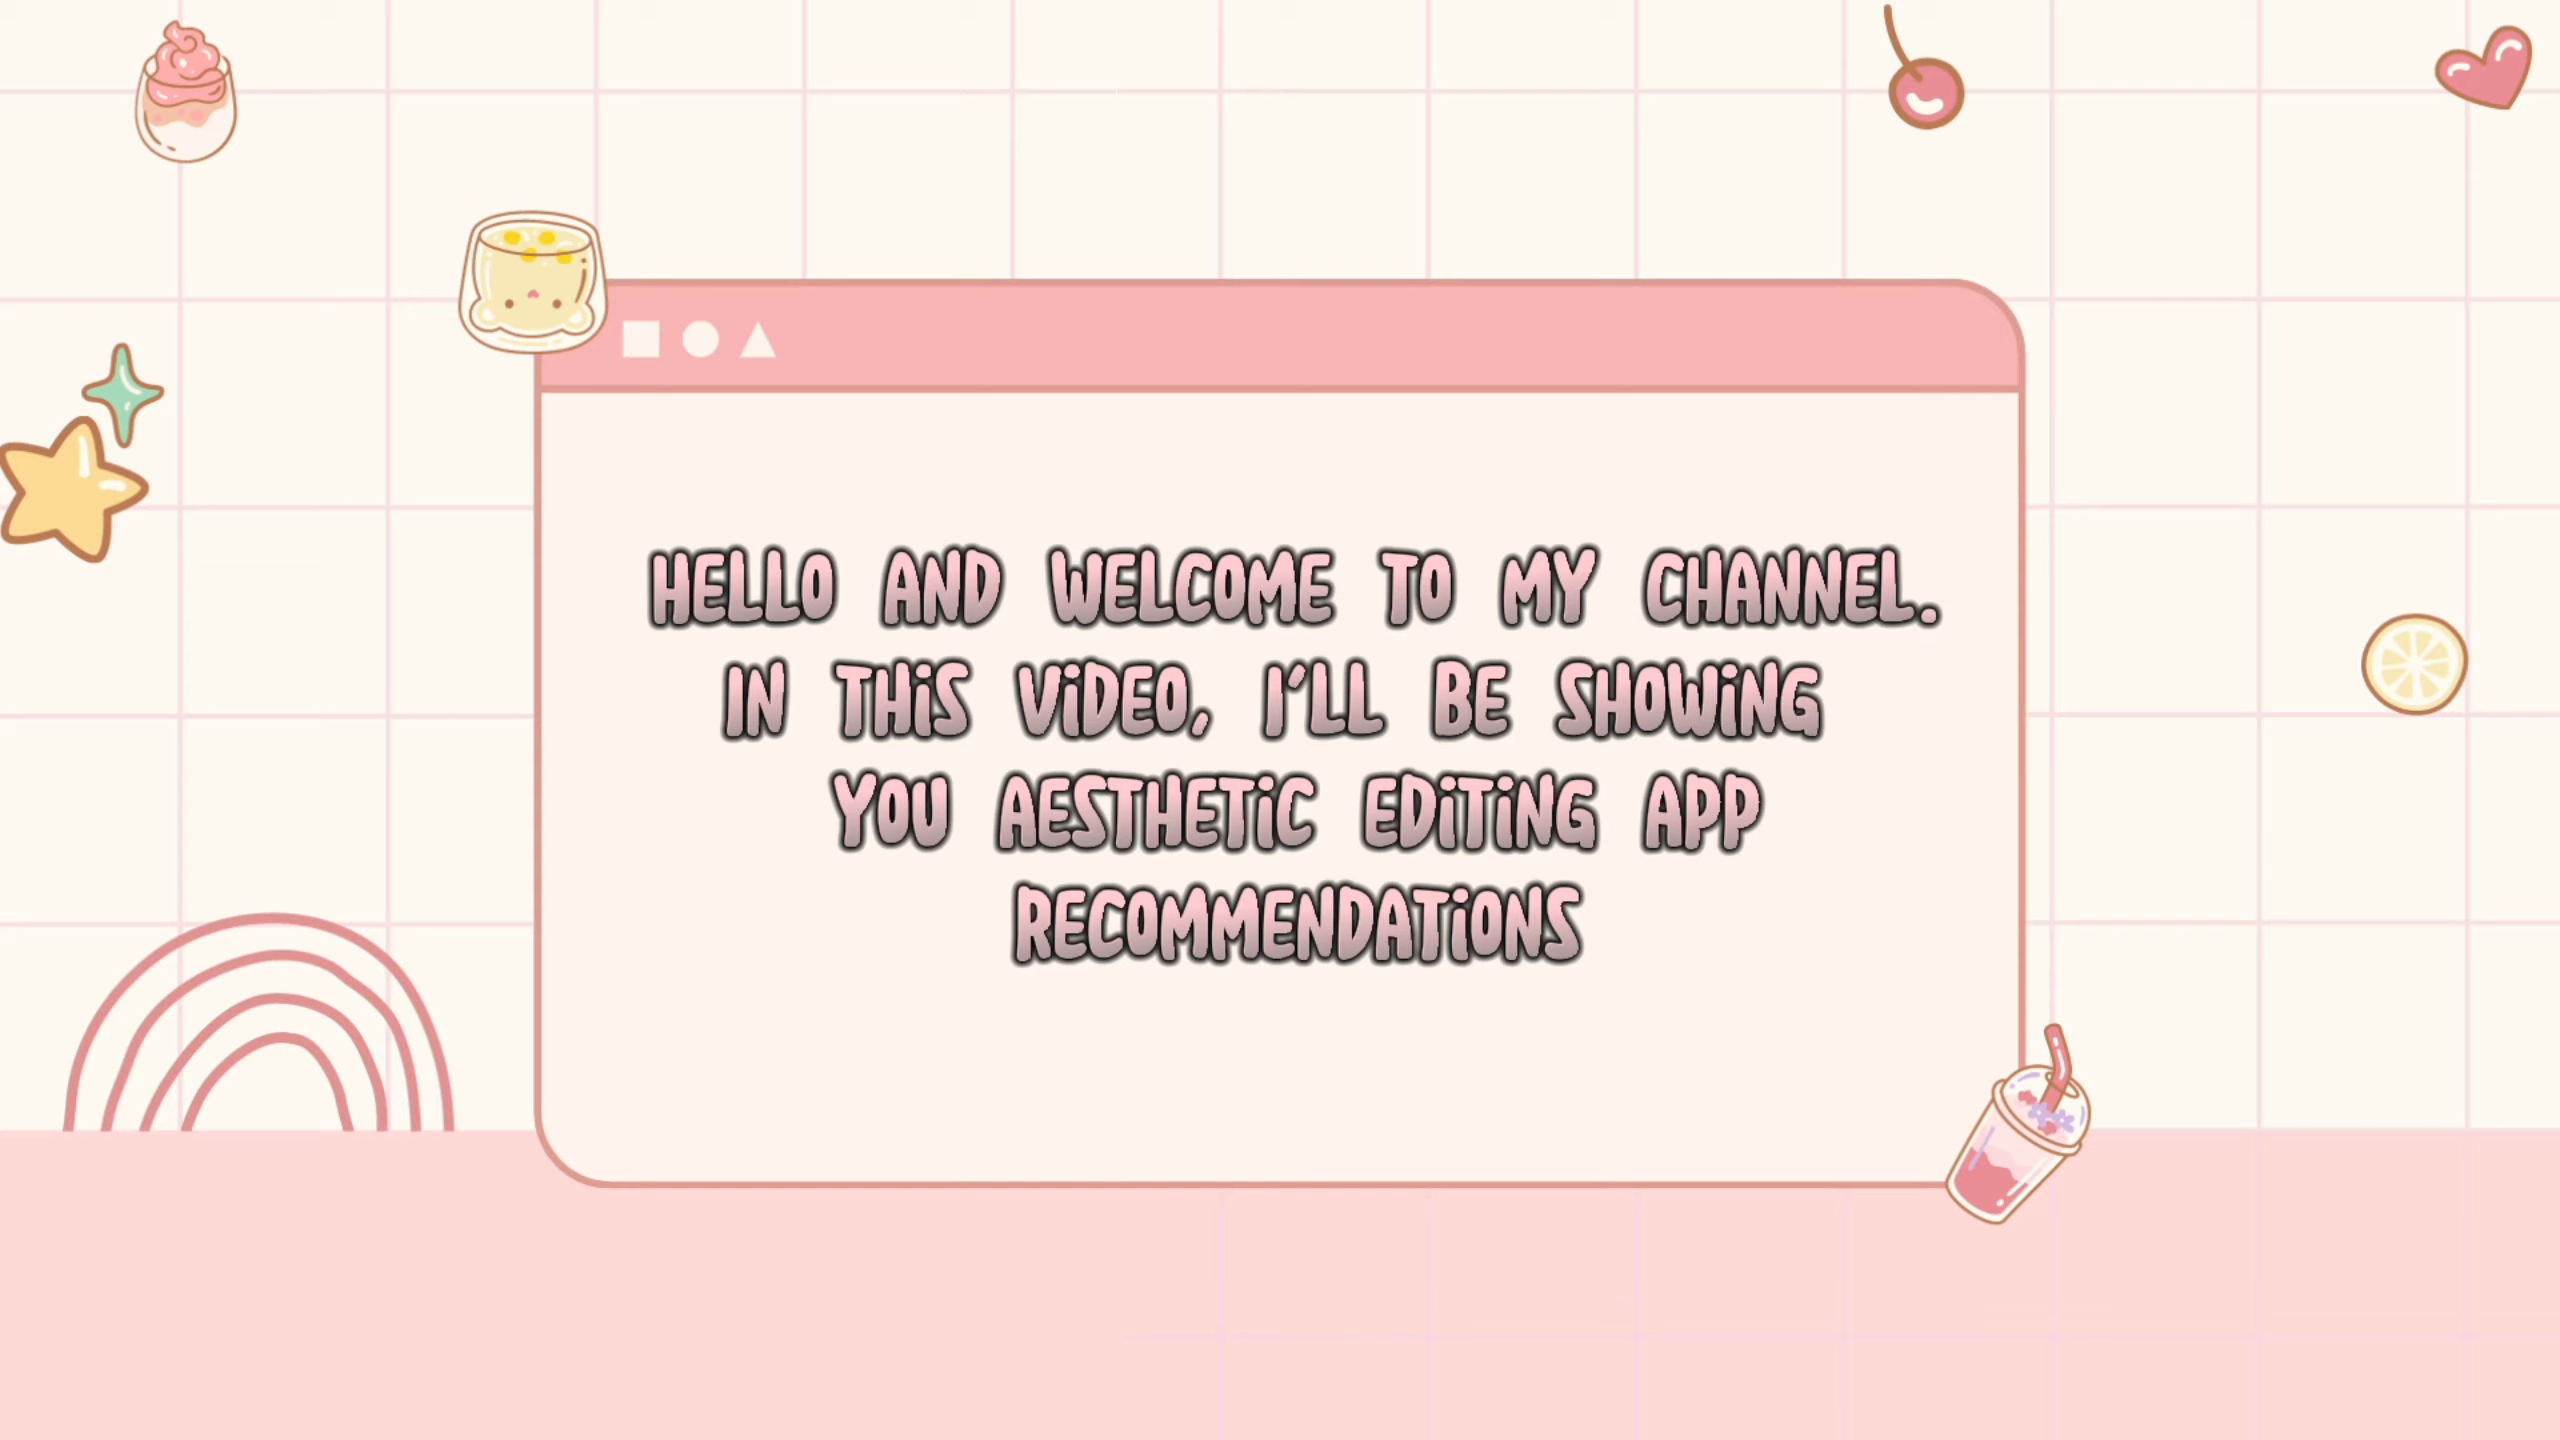 HELLO AND WELCOME TO MY CHANNEL.
IN THiS ViDEO, I'LL BE SHOWiNG
YOU AESTHETiC EDiTiNG APP
RECOMMENDATiONS